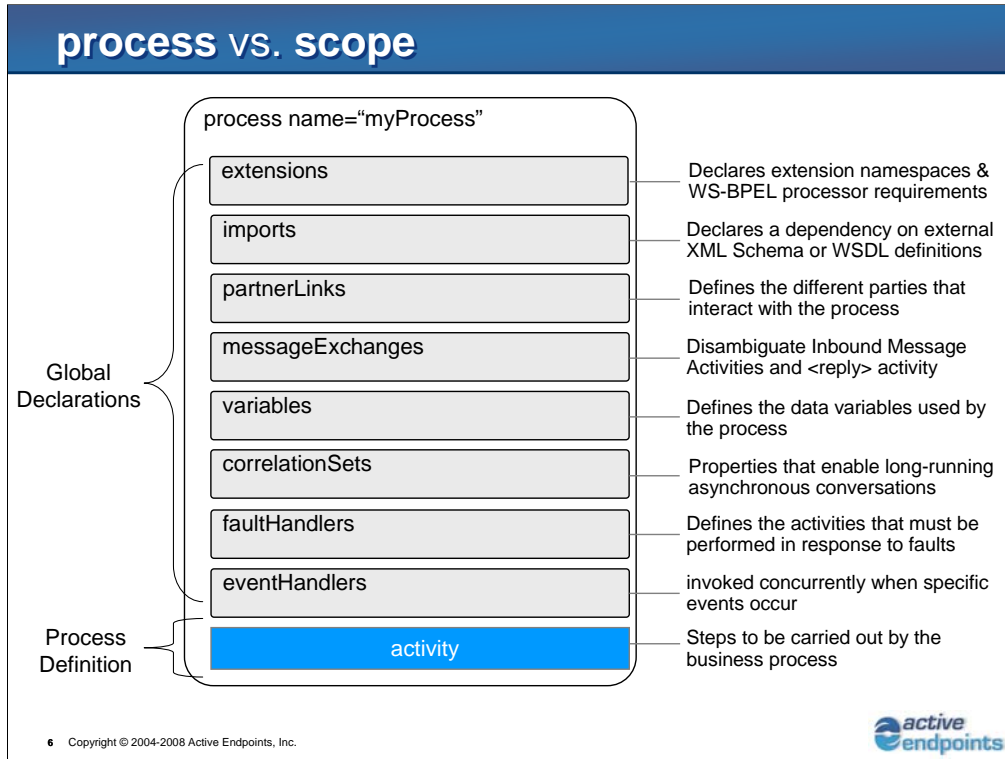 process vs. scope
process name=“myProcess”
extensions
Declares extension namespaces &
WS-BPEL processor requirements
imports
Declares a dependency on external
XML Schema or WSDL definitions
partnerLinks
Defines the different parties that
interact with the process
messageExchanges
Disambiguate Inbound Message
Activities and <reply> activity
Global
Declarations
variables
Defines the data variables used by
the process
correlationSets
Properties that enable long-running
asynchronous conversations
faultHandlers
Defines the activities that must be
performed in response to faults
eventHandlers
invoked concurrently when specific
events occur
Process
Definition
activity
Steps to be carried out by the
business process
6 Copyright © 2004-2008 Active Endpoints, Inc.
active
endpoints